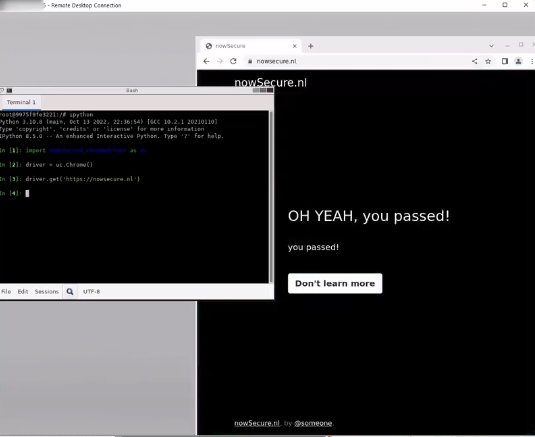 - Remote Desktop Connection
nowSecure
nowsecure.nl
nowSecure.nl
Bash
Terminal 1
root@9975f9fe3221:/# ipython
Python 3.10.8 (main, Oct 13 2022, 22:36:54) [GCC 10.2.1 20210110]
Type 'copyright', 'credits' or 'license' for more information
IPython 8.5.0 -- An enhanced Interactive Python. Type '?' for help.
In [1]: import undetected_chromedriver as uc
In [2]: driver = uc.Chrome()
In [3]: driver.get('https://nowsecure.nl')
In [4]:
File Edit Sessions UTF-8
OH YEAH, you passed!
you passed!
Don't learn more
nowSecure.nl, by @someone.